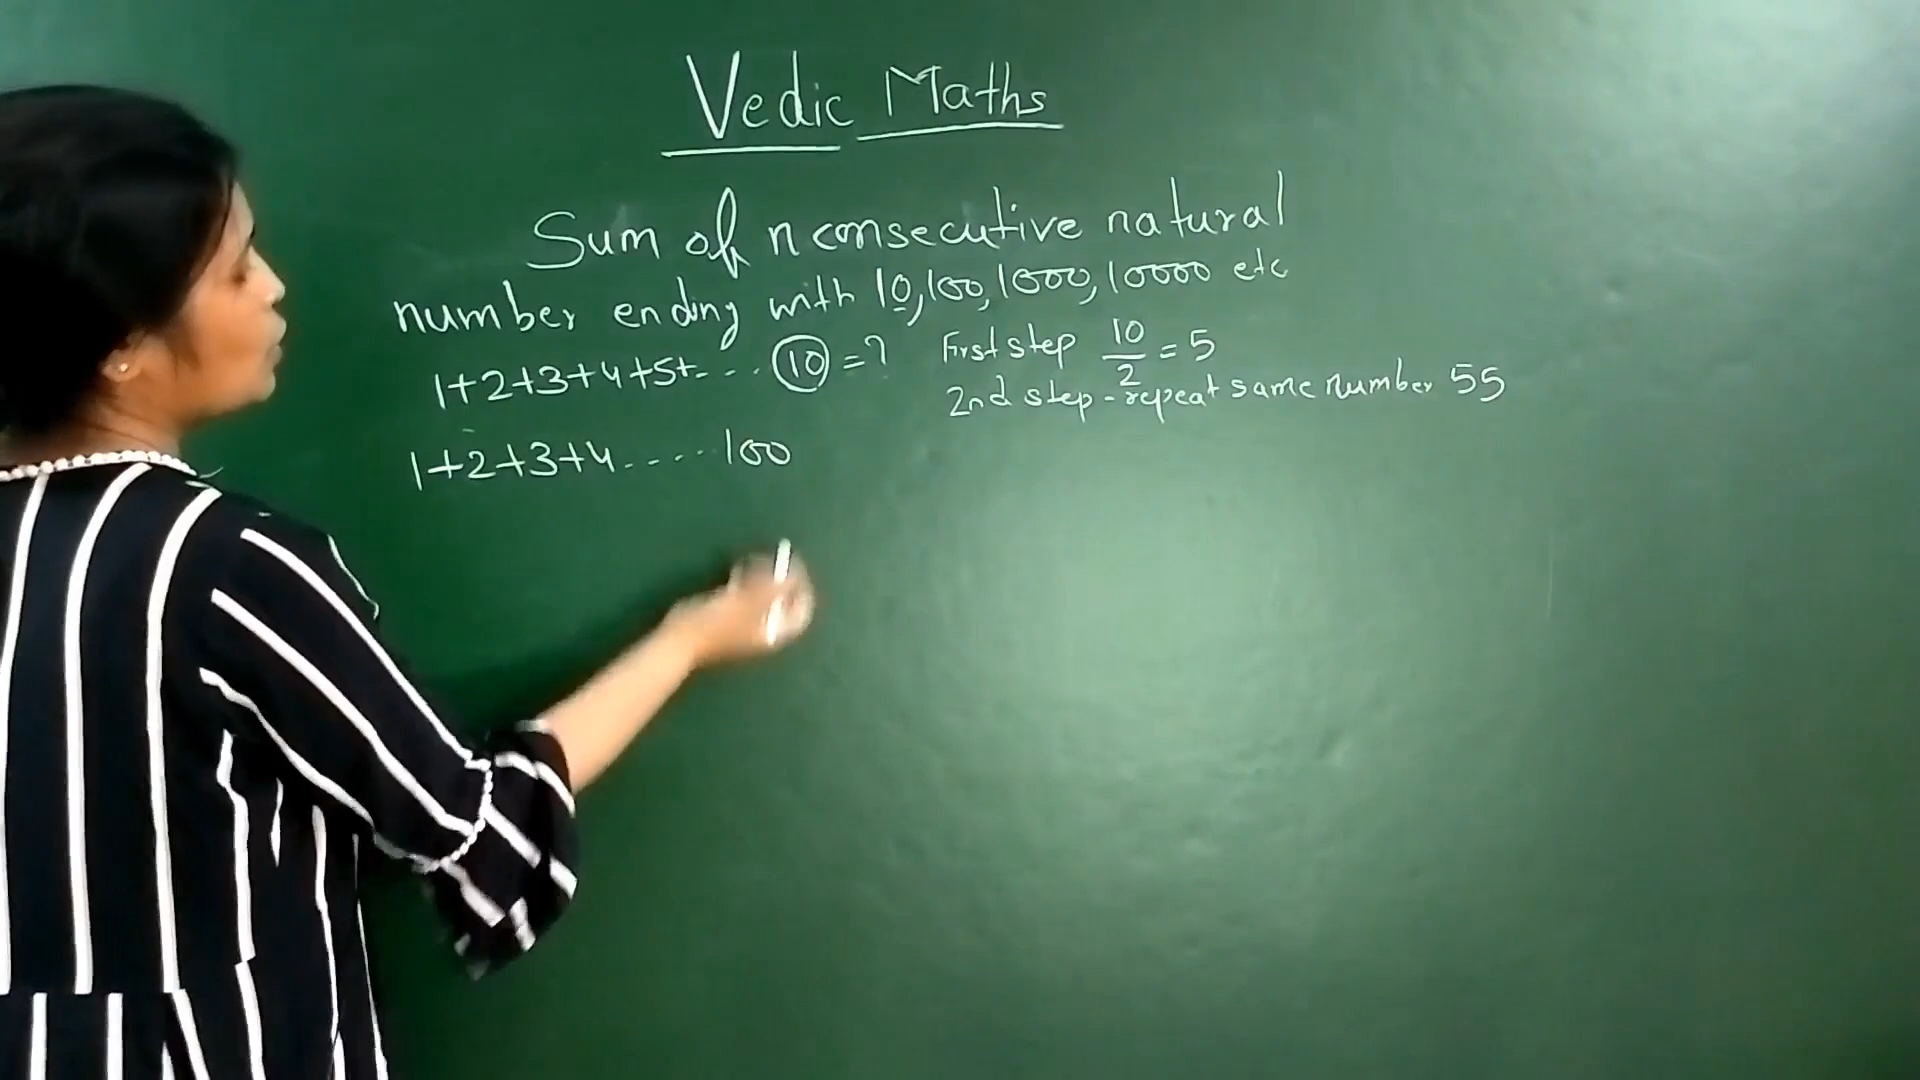 Vedic Maths
Sum of n consecutive natural
number ending with 10,100,1000,10000 etc
1+2+3+4+5+---...10=? First step 10/2=5
2nd step-repeat same number 55
1+2+3+4.....100